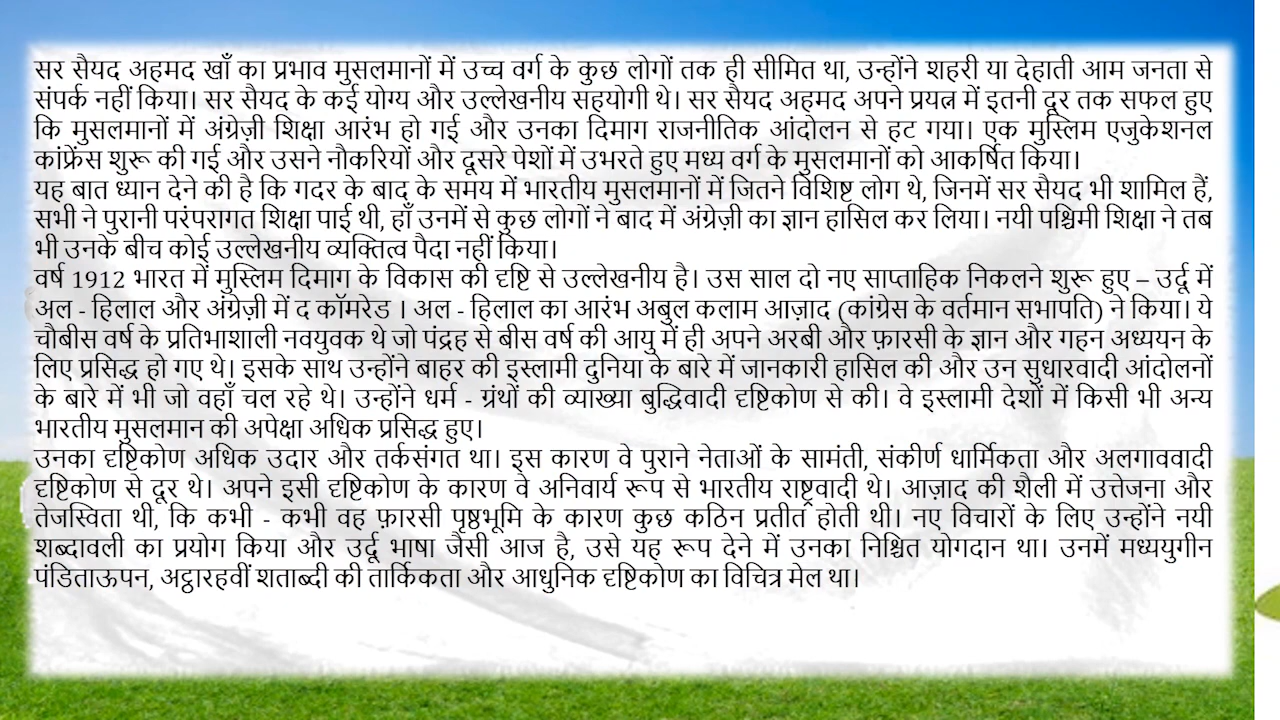 सर सैयद अहमद खाँ का प्रभाव मुसलमानों में उच्च वर्ग के कुछ लोगों तक ही सीमित था, उन्होंने शहरी या देहाती आम जनता से
संपर्क नहीं किया। सर सैयद के कई योग्य और उल्लेखनीय सहयोगी थे। सर सैयद अहमद अपने प्रयत्न में इतनी दूर तक सफल हुए
कि मुसलमानों में अंग्रेज़ी शिक्षा आरंभ हो गई और उनका दिमाग राजनीतिक आंदोलन से हट गया। एक मुस्लिम एजुकेशनल
कांफ्रेंस शुरू की गई और उसने नौकरियों और दूसरे पेशों में उभरते हुए मध्य वर्ग के मुसलमानों को आकर्षित किया।
यह बात ध्यान देने की है कि गदर के बाद के समय में भारतीय मुसलमानों में जितने विशिष्ट लोग थे, जिनमें सर सैयद भी शामिल हैं,
सभी ने पुरानी परंपरागत शिक्षा पाई थी, हाँ उनमें से कुछ लोगों ने बाद में अंग्रेज़ी का ज्ञान हासिल कर लिया। नयी पश्चिमी शिक्षा ने तब
भी उनके बीच कोई उल्लेखनीय व्यक्तित्व पैदा नहीं किया।
वर्ष 1912 भारत में मुस्लिम दिमाग के विकास की दृष्टि से उल्लेखनीय है। उस साल दो नए साप्ताहिक निकलने शुरू हुए – उर्दू में
अल - हिलाल और अंग्रेज़ी में द कॉमरेड । अल - हिलाल का आरंभ अबुल कलाम आज़ाद (कांग्रेस के वर्तमान सभापति) ने किया। ये
चौबीस वर्ष के प्रतिभाशाली नवयुवक थे जो पंद्रह से बीस वर्ष की आयु में ही अपने अरबी और फ़ारसी के ज्ञान और गहन अध्ययन के
लिए प्रसिद्ध हो गए थे। इसके साथ उन्होंने बाहर की इस्लामी दुनिया के बारे में जानकारी हासिल की और उन सुधारवादी आंदोलनों
के बारे में भी जो वहाँ चल रहे थे। उन्होंने धर्म - ग्रंथों की व्याख्या बुद्धिवादी दृष्टिकोण से की। वे इस्लामी देशों में किसी भी अन्य
भारतीय मुसलमान की अपेक्षा अधिक प्रसिद्ध हुए।
उनका दृष्टिकोण अधिक उदार और तर्कसंगत था। इस कारण वे पुराने नेताओं के सामंती, संकीर्ण धार्मिकता और अलगाववादी
दृष्टिकोण से दूर थे। अपने इसी दृष्टिकोण के कारण वे अनिवार्य रूप से भारतीय राष्ट्रवादी थे। आज़ाद की शैली में उत्तेजना और
तेजस्विता थी, कि कभी - कभी वह फ़ारसी पृष्ठभूमि के कारण कुछ कठिन प्रतीत होती थी। नए विचारों के लिए उन्होंने नयी
शब्दावली का प्रयोग किया और उर्दू भाषा जैसी आज है, उसे यह रूप देने में उनका निश्चित योगदान था। उनमें मध्ययुगीन
पंडिताऊपन, अट्ठारहवीं शताब्दी की तार्किकता और आधुनिक दृष्टिकोण का विचित्र मेल था।